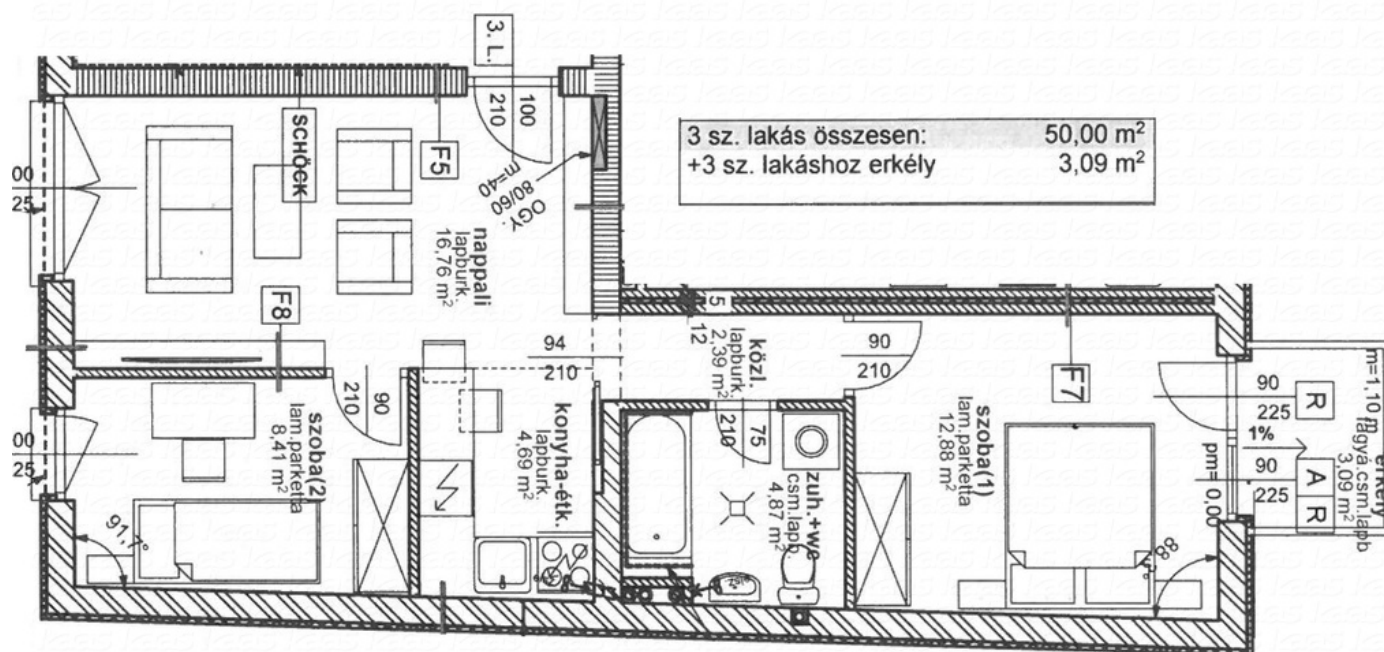 3. L.
100
210
SCHÖCK
F5
OGY.
80/60
m=40
3 sz. lakás összesen: 50,00 m²
+3 sz. lakáshoz erkély 3,09 m²
00
25
nappali
lapburk.
16,76 m²
F8
5
12
94
210
közl.
lapburk.
2,39 m²
90
210
F7
m=1,10 m
erkély
fagyá.csm.lapb
3,09 m²
90
225
R
1%
90
225
A
R
pm= 0,00
90
210
szoba(2)
lam.parketta
8,41 m²
00
25
91,7°
konyha-étk.
lapburk.
4,69 m²
75
210
zuh.+wc
csm.lapb.
4,87 m²
szoba(1)
lam.parketta
12,88 m²